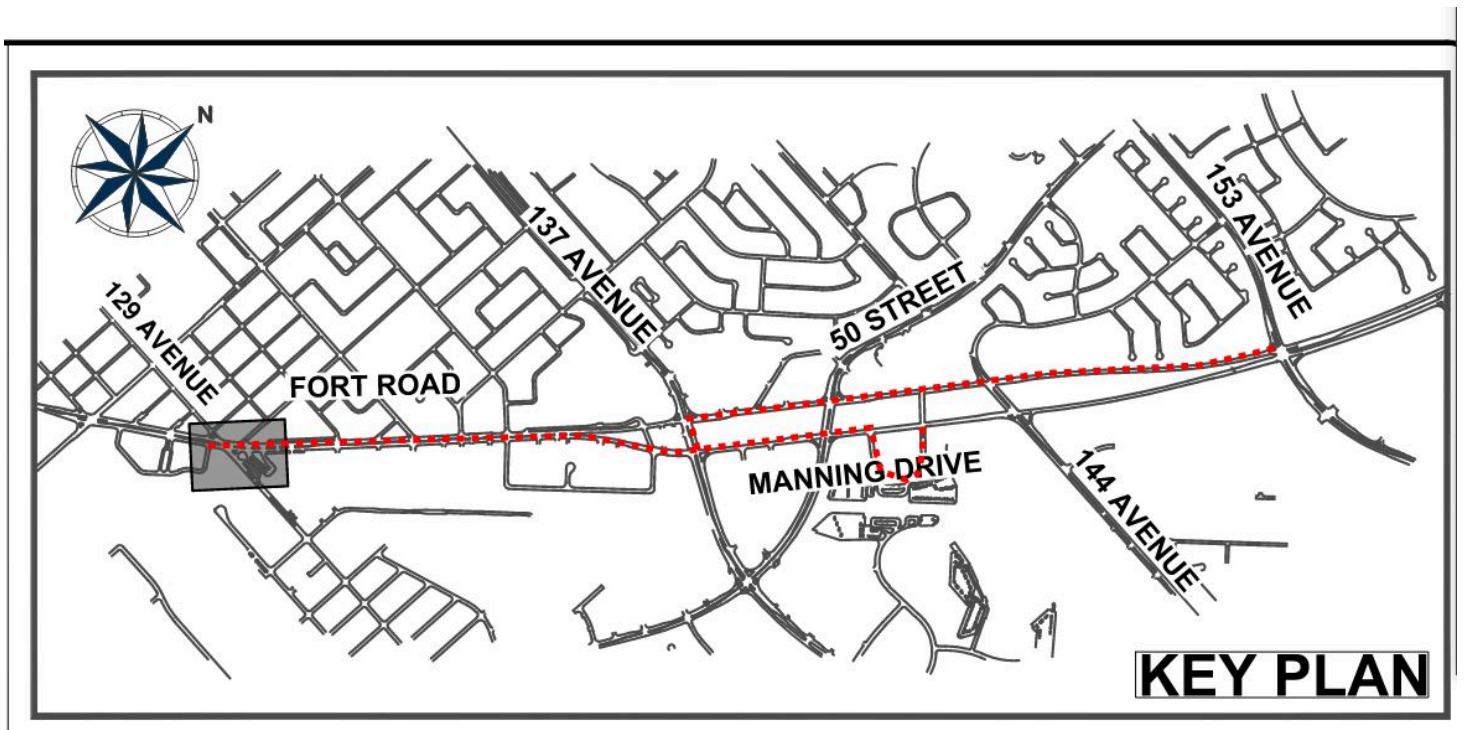 N
153 AVENUE
137 AVENUE
50 STREET
129 AVENUE
FORT ROAD
MANNING DRIVE
144 AVENUE
KEY PLAN